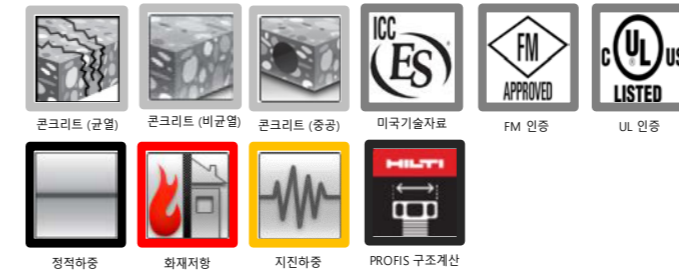 ICC
ES
FM
APPROVED
C UL US
LISTED
콘크리트 (균열)
콘크리트 (비균열)
콘크리트 (중공)
미국기술자료
FM 인증
UL 인증
HILTI
정적하중
화재저항
지진하중
PROFIS 구조계산